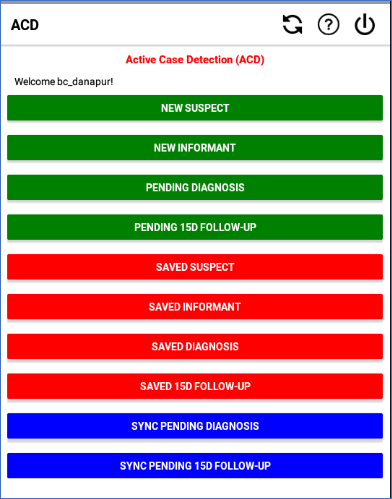 ACD
Active Case Detection (ACD)
Welcome bc_danapur!
NEW SUSPECT
NEW INFORMANT
PENDING DIAGNOSIS
PENDING 15D FOLLOW-UP
SAVED SUSPECT
SAVED INFORMANT
SAVED DIAGNOSIS
SAVED 15D FOLLOW-UP
SYNC PENDING DIAGNOSIS
SYNC PENDING 15D FOLLOW-UP